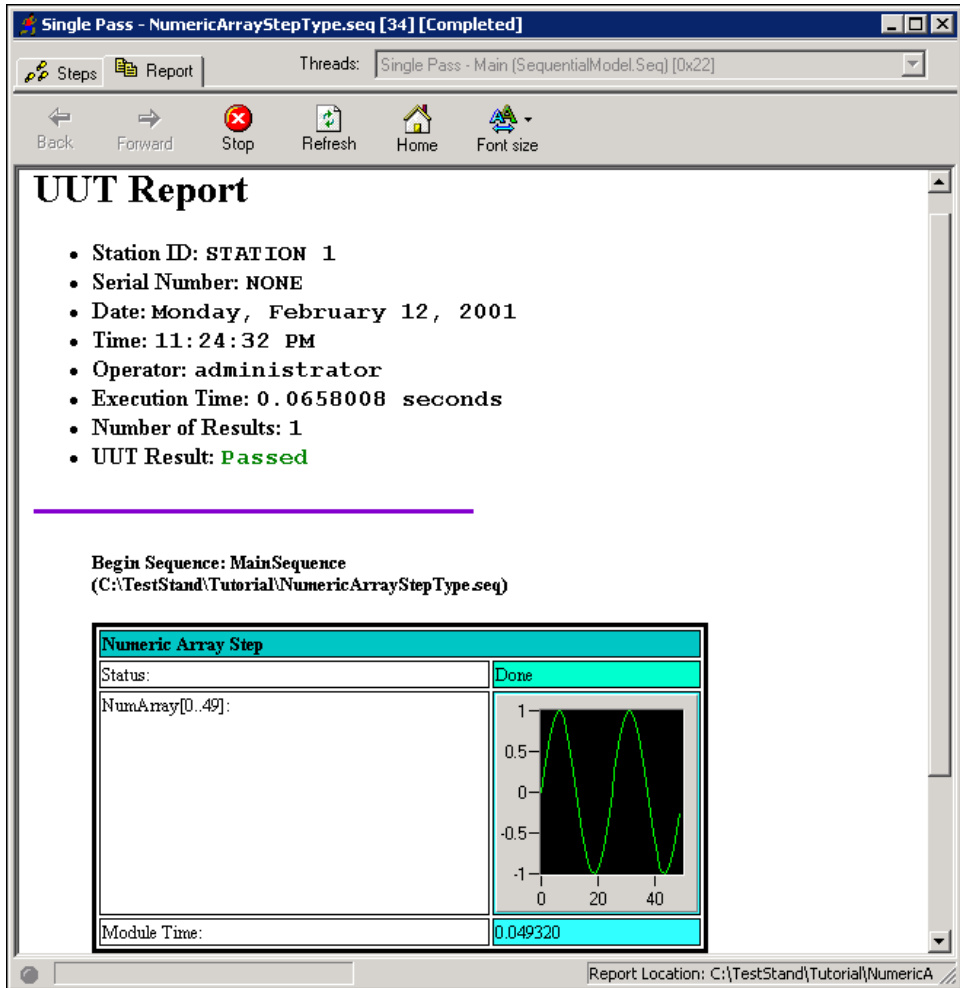 Single Pass - NumericArrayStepType.seq [34] [Completed]
Steps Report Threads: Single Pass - Main (SequentialModel.Seq) [0x22]
Back Forward Stop Refresh Home Font size
UUT Report
• Station ID: STATION 1
• Serial Number: NONE
• Date: Monday, February 12, 2001
• Time: 11:24:32 PM
• Operator: administrator
• Execution Time: 0.0658008 seconds
• Number of Results: 1
• UUT Result: Passed
Begin Sequence: MainSequence
(C:\TestStand\Tutorial\NumericArrayStepType.seq)
Numeric Array Step
Status: Done
NumArray[0..49]:
1
0.5
0
-0.5
-1
0 20 40
Module Time: 0.049320
Report Location: C:\TestStand\Tutorial\NumericA